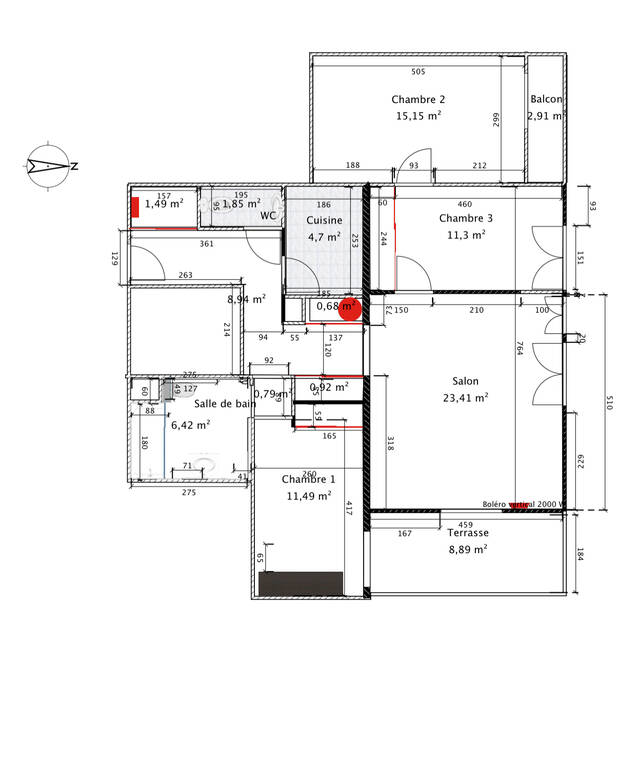 505
Chambre 2
15,15 m²
Balcon
2,91 m²
299
188
93
212
N
157
1,49 m²
195
1,85 m²
95
WC
186
Cuisine
4,7 m²
253
60
460
Chambre 3
11,3 m²
244
93
151
129
361
263
8,94 m²
185
0,68 m²
73
150
210
100
214
94
55
137
120
764
20
92
Salon
23,41 m²
510
275
127
49
60
0,79 m²
0,92 m²
Salle de bain
6,42 m²
88
59
165
180
318
229
71
41
275
260
Chambre 1
11,49 m²
417
Boléro vertical 2000 W
459
167
Terrasse
8,89 m²
184
65